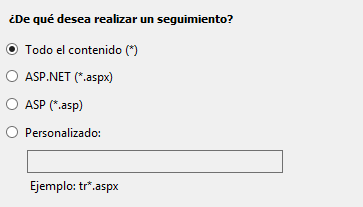 ¿De qué desea realizar un seguimiento?
Todo el contenido (*)
ASP.NET (*.aspx)
ASP (*.asp)
Personalizado:
Ejemplo: tr*.aspx